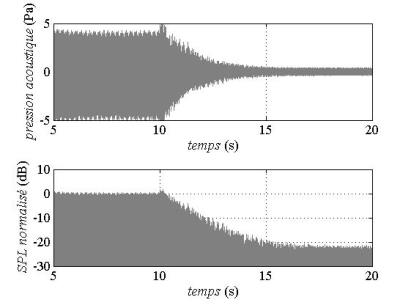 5
0
-5
pression acoustique (Pa)
5 10 15 20
temps (s)
10
0
-10
-20
-30
SPL normalisé (dB)
5 10 15 20
temps (s)